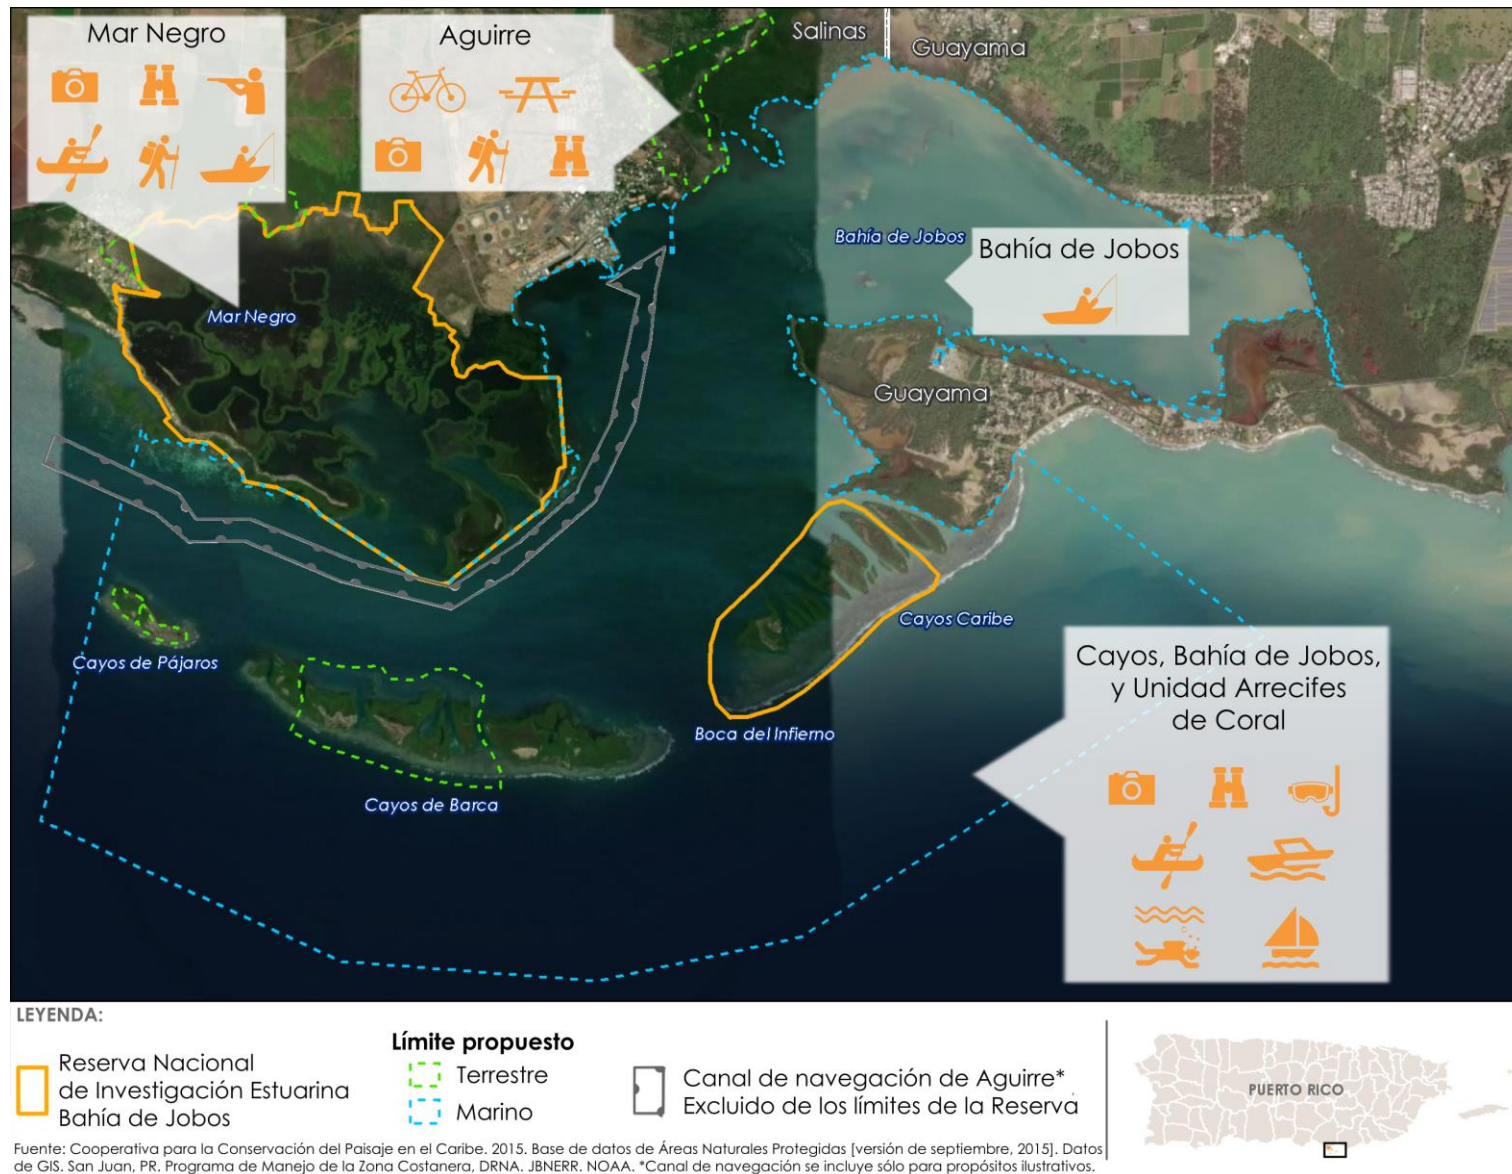 Mar Negro
Aguirre
Salinas
Guayama
Bahía de Jobos
Bahía de Jobos
Mar Negro
Guayama
Cayos Caribe
Cayos de Pájaros
Boca del Infierno
Cayos de Barca
Cayos, Bahía de Jobos,
y Unidad Arrecifes
de Coral
LEYENDA:
Reserva Nacional
de Investigación Estuarina
Bahía de Jobos
Límite propuesto
Terrestre
Marino
Canal de navegación de Aguirre*
Excluido de los límites de la Reserva
PUERTO RICO
Fuente: Cooperativa para la Conservación del Paisaje en el Caribe. 2015. Base de datos de Áreas Naturales Protegidas [versión de septiembre, 2015]. Datos
de GIS. San Juan, PR. Programa de Manejo de la Zona Costanera, DRNA. JBNERR. NOAA. *Canal de navegación se incluye sólo para propósitos ilustrativos.